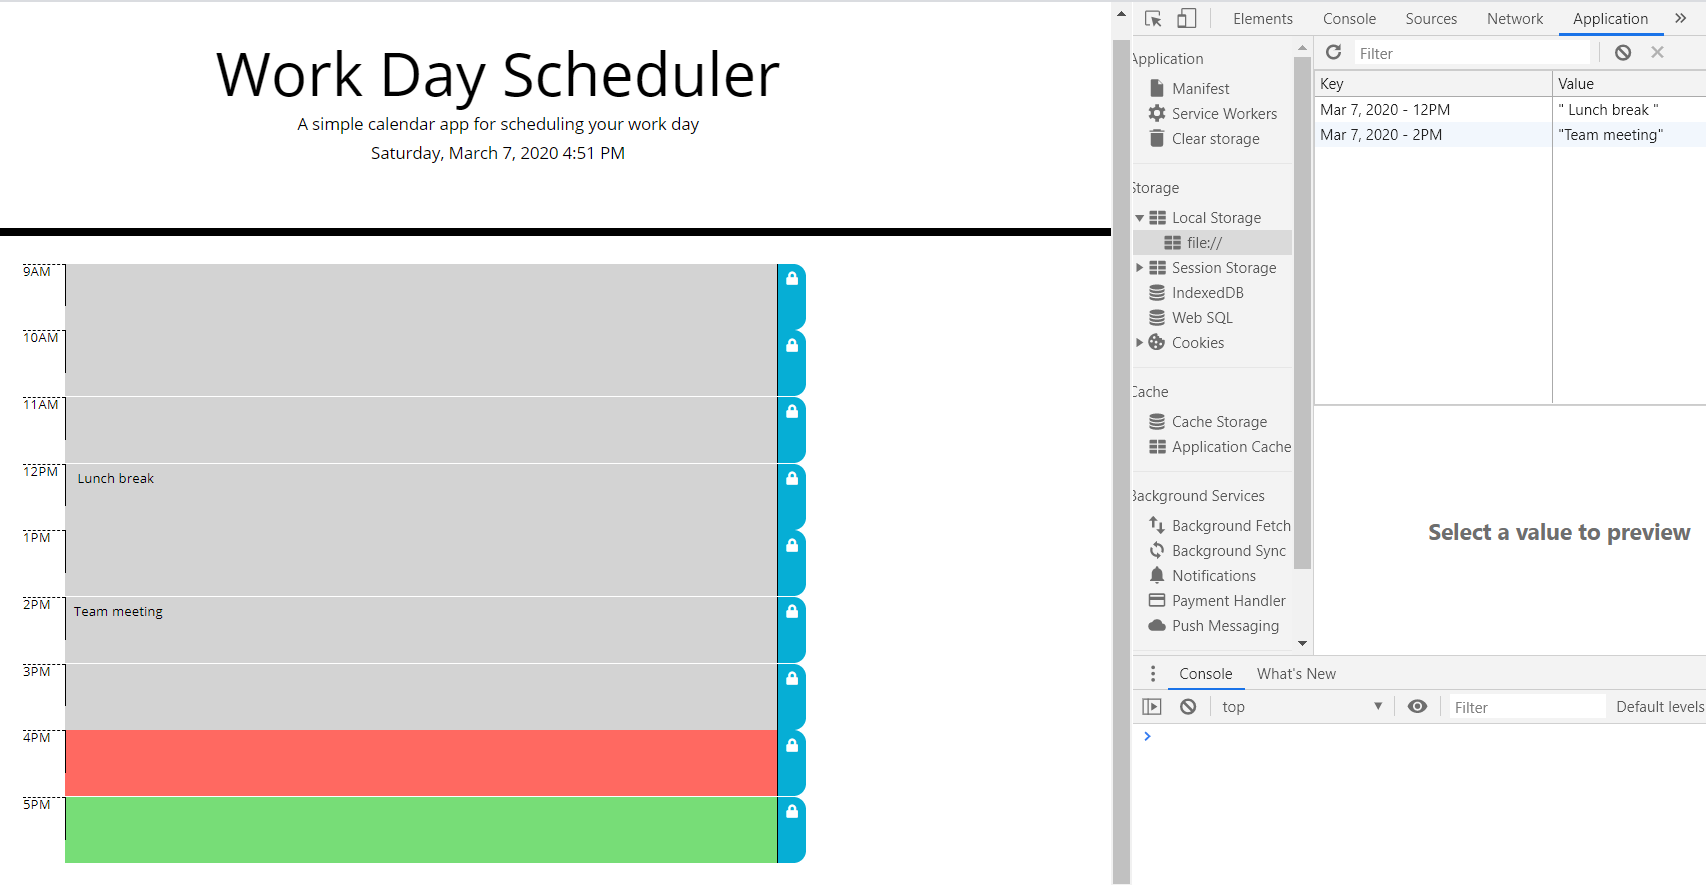 Work Day Scheduler
A simple calendar app for scheduling your work day
Saturday, March 7, 2020 4:51 PM
9AM
10AM
11AM
12PM Lunch break
1PM
2PM Team meeting
3PM
4PM
5PM
Elements Console Sources Network Application »
Application
Manifest
Service Workers
Clear storage
Storage
Local Storage
file://
Session Storage
IndexedDB
Web SQL
Cookies
Cache
Cache Storage
Application Cache
Background Services
Background Fetch
Background Sync
Notifications
Payment Handler
Push Messaging
Filter
Key Value
Mar 7, 2020 - 12PM " Lunch break "
Mar 7, 2020 - 2PM "Team meeting"
Select a value to preview
Console What's New
top Filter Default levels